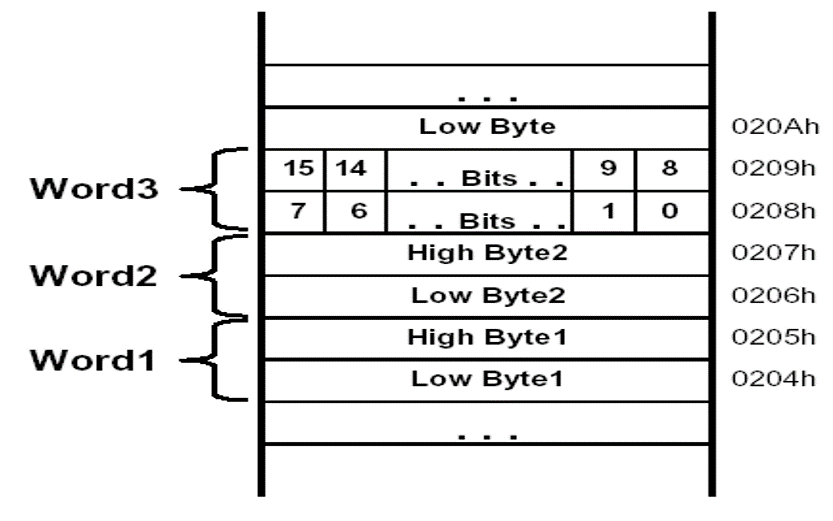 . . .
Low Byte 020Ah
Word3
15 14 . . Bits . . 9 8 0209h
7 6 . . Bits . . 1 0 0208h
Word2
High Byte2 0207h
Low Byte2 0206h
Word1
High Byte1 0205h
Low Byte1 0204h
. . .